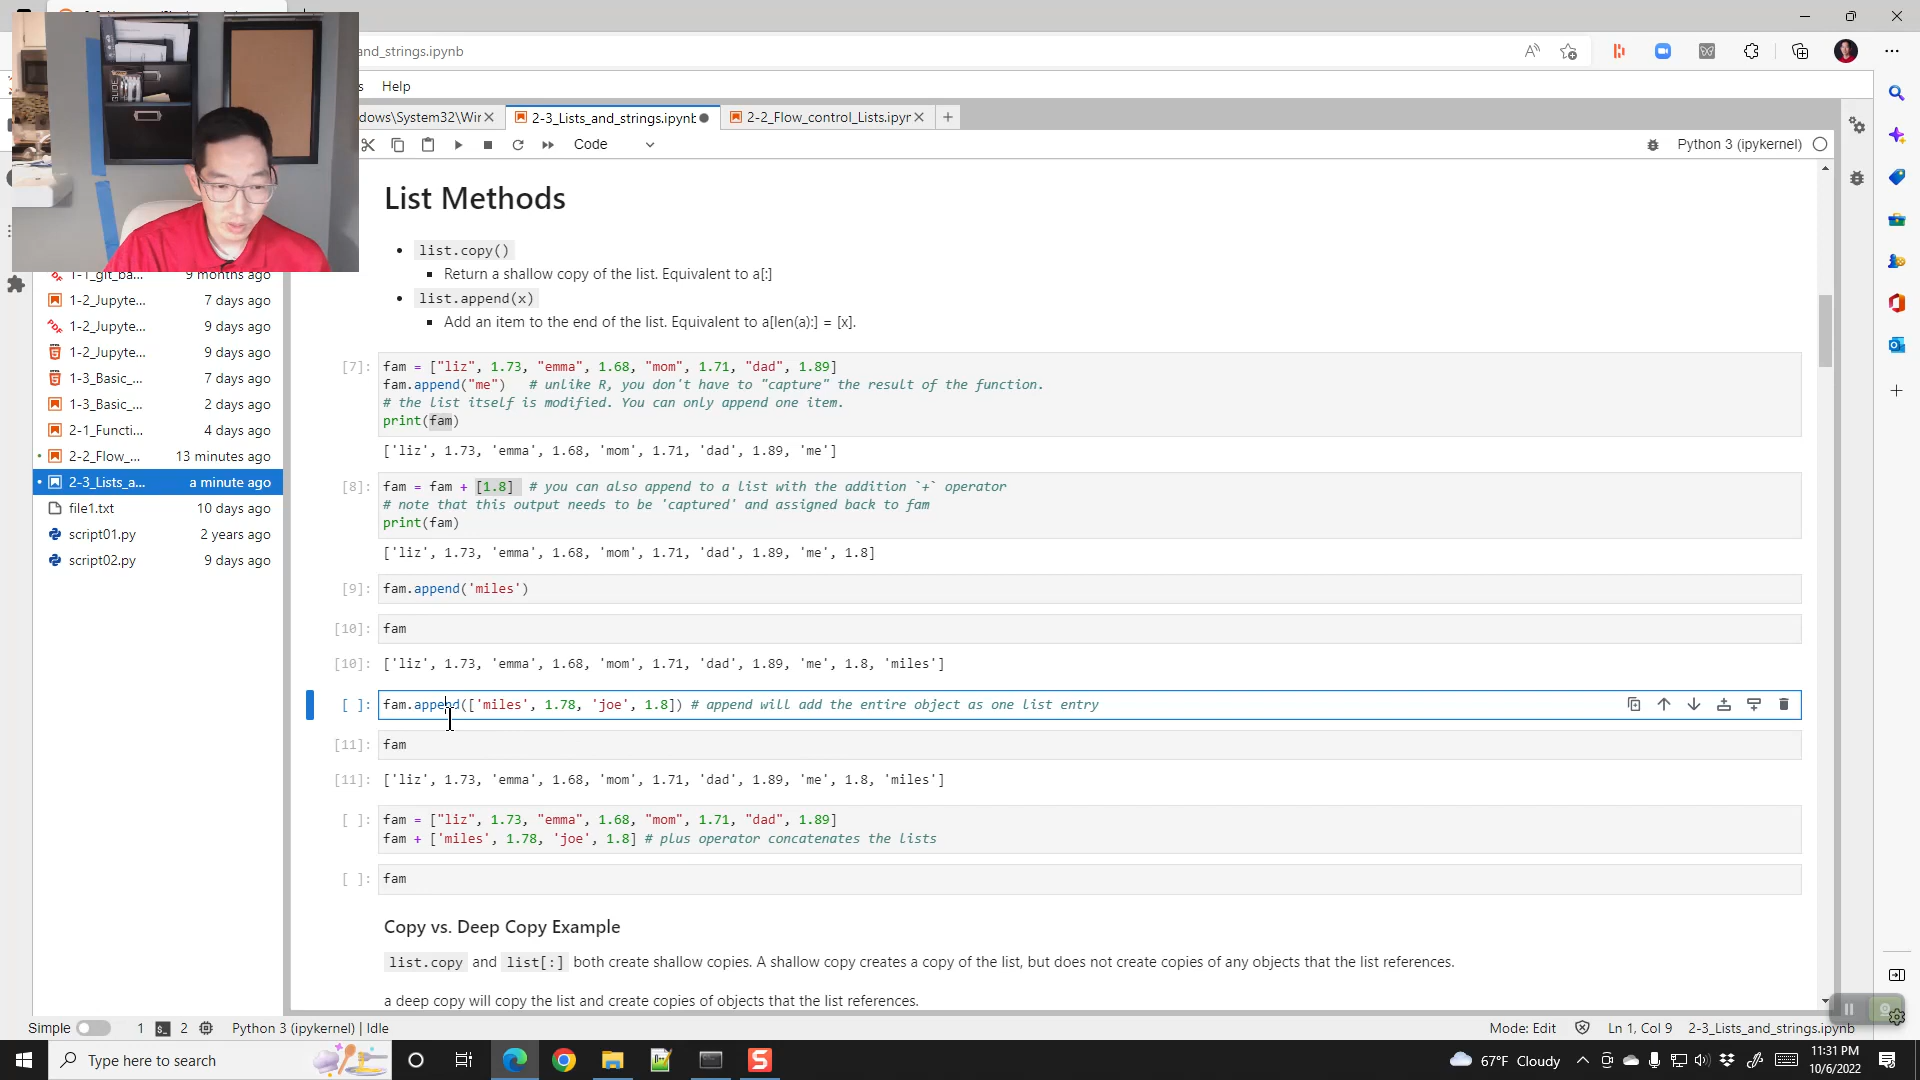 and_strings.ipynb
Help
dows\System32\Wir
2-3_Lists_and_strings.ipynb
2-2_Flow_control_Lists.ipyr
Code
Python 3 (ipykernel)
List Methods
list.copy()
Return a shallow copy of the list. Equivalent to a[:]
list.append(x)
Add an item to the end of the list. Equivalent to a[len(a):] = [x].
1-1_git_ba... 9 months ago
1-2_Jupyte... 7 days ago
1-2_Jupyte... 9 days ago
1-2_Jupyte... 9 days ago
1-3_Basic_... 7 days ago
1-3_Basic_... 2 days ago
2-1_Functi... 4 days ago
2-2_Flow_... 13 minutes ago
2-3_Lists_a... a minute ago
file1.txt 10 days ago
script01.py 2 years ago
script02.py 9 days ago
[7]: fam = ["liz", 1.73, "emma", 1.68, "mom", 1.71, "dad", 1.89]
fam.append("me") # unlike R, you don't have to "capture" the result of the function.
# the list itself is modified. You can only append one item.
print(fam)
['liz', 1.73, 'emma', 1.68, 'mom', 1.71, 'dad', 1.89, 'me']
[8]: fam = fam + [1.8] # you can also append to a list with the addition `+` operator
# note that this output needs to be 'captured' and assigned back to fam
print(fam)
['liz', 1.73, 'emma', 1.68, 'mom', 1.71, 'dad', 1.89, 'me', 1.8]
[9]: fam.append('miles')
[10]: fam
[10]: ['liz', 1.73, 'emma', 1.68, 'mom', 1.71, 'dad', 1.89, 'me', 1.8, 'miles']
[ ]: fam.append(['miles', 1.78, 'joe', 1.8]) # append will add the entire object as one list entry
[11]: fam
[11]: ['liz', 1.73, 'emma', 1.68, 'mom', 1.71, 'dad', 1.89, 'me', 1.8, 'miles']
[ ]: fam = ["liz", 1.73, "emma", 1.68, "mom", 1.71, "dad", 1.89]
fam + ['miles', 1.78, 'joe', 1.8] # plus operator concatenates the lists
[ ]: fam
Copy vs. Deep Copy Example
list.copy and list[:] both create shallow copies. A shallow copy creates a copy of the list, but does not create copies of any objects that the list references.
a deep copy will copy the list and create copies of objects that the list references.
Simple 1 2 Python 3 (ipykernel) | Idle Mode: Edit Ln 1, Col 9 2-3_Lists_and_strings.ipynb
Type here to search
67°F Cloudy
11:31 PM
10/6/2022